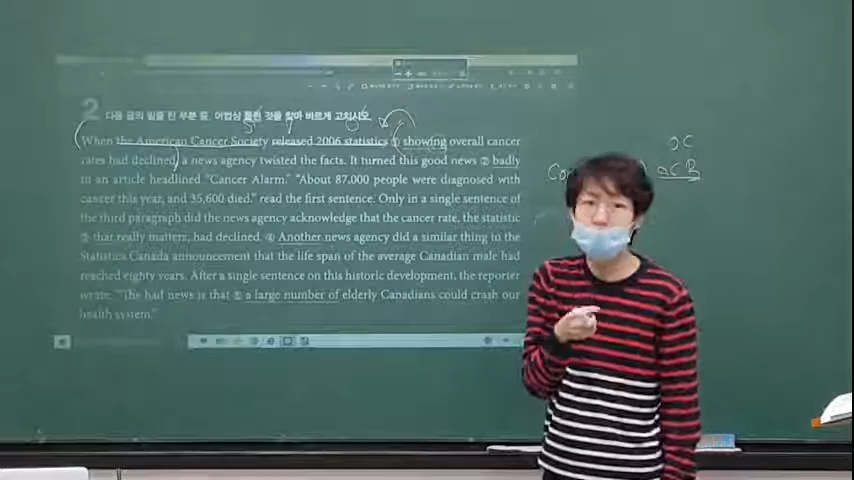 2 다음 글의 밑줄 친 부분 중, 어법상 틀린 것을 찾아 바르게 고치시오.
When the American Cancer Society released 2006 statistics ① showing overall cancer
rates had declined, a news agency twisted the facts. It turned this good news ② badly
in an article headlined "Cancer Alarm." "About 87,000 people were diagnosed with
cancer this year, and 35,600 died," read the first sentence. Only in a single sentence of
the third paragraph did the news agency acknowledge that the cancer rate, the statistic
③ that really matters, had declined. ④ Another news agency did a similar thing to the
Statistics Canada announcement that the life span of the average Canadian male had
reached eighty years. After a single sentence on this historic development, the reporter
wrote, "The bad news is that ⑤ a large number of elderly Canadians could crash our
health system."
OC